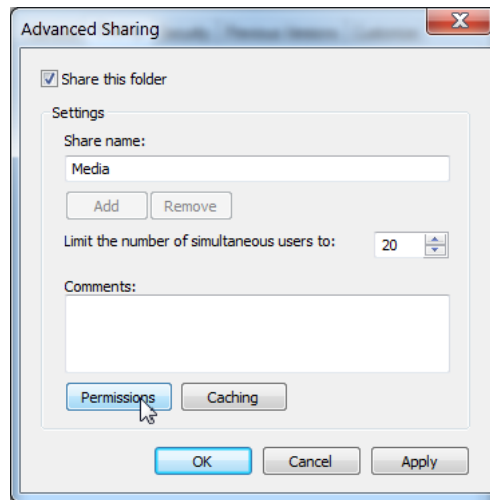 Advanced Sharing
Share this folder
Settings
Share name:
Media
Add Remove
Limit the number of simultaneous users to: 20
Comments:
Permissions Caching
OK Cancel Apply